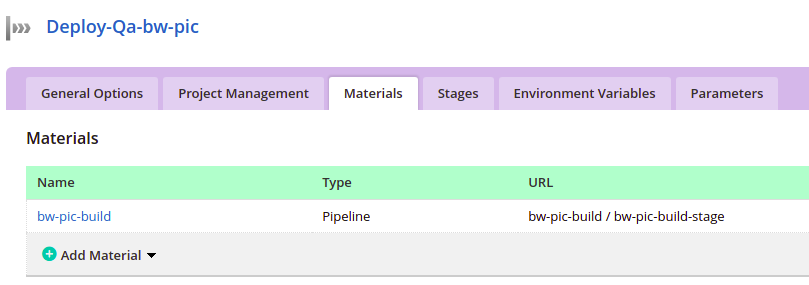 Deploy-Qa-bw-pic
General Options Project Management Materials Stages Environment Variables Parameters
Materials
Name Type URL
bw-pic-build Pipeline bw-pic-build / bw-pic-build-stage
Add Material